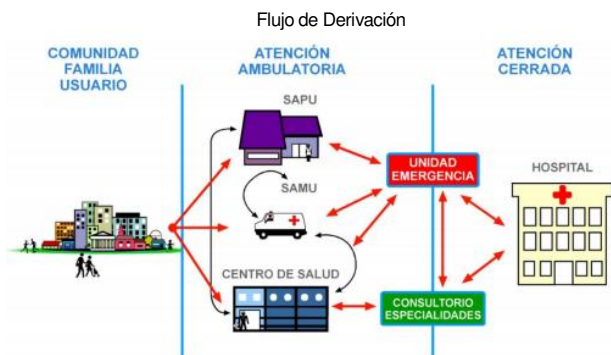 Flujo de Derivación
COMUNIDAD
FAMILIA
USUARIO
ATENCIÓN
AMBULATORIA
ATENCIÓN
CERRADA
SAPU
UNIDAD
EMERGENCIA
HOSPITAL
SAMU
CENTRO DE SALUD
CONSULTORIO
ESPECIALIDADES